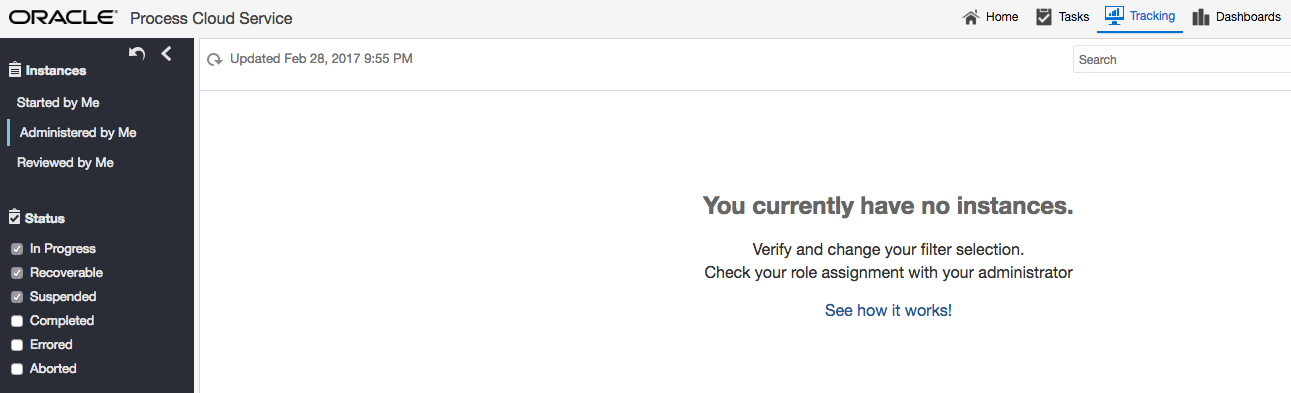 ORACLE® Process Cloud Service
Home
Tasks
Tracking
Dashboards
Instances
Started by Me
Administered by Me
Reviewed by Me
Status
In Progress
Recoverable
Suspended
Completed
Errored
Aborted
Updated Feb 28, 2017 9:55 PM
Search
You currently have no instances.
Verify and change your filter selection.
Check your role assignment with your administrator
See how it works!